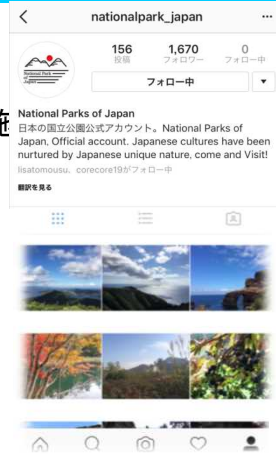 nationalpark_japan
156
投稿
1,670
フォロワー
0
フォロー中
フォロー中
National Park
of
Japan
National Parks of Japan
日本の国立公園公式アカウント。National Parks of
Japan, Official account. Japanese cultures have been
nurtured by Japanese unique nature, come and Visit!
lisatomousu、corecore19がフォロー中
翻訳を見る